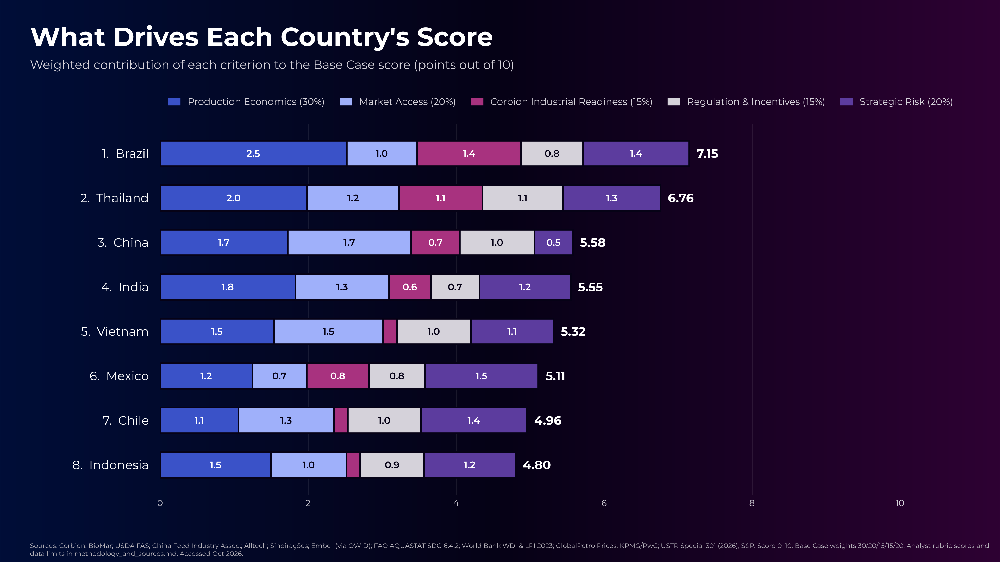 What Drives Each Country's Score
Weighted contribution of each criterion to the Base Case score (points out of 10)
Production Economics (30%) Market Access (20%) Corbion Industrial Readiness (15%) Regulation & Incentives (15%) Strategic Risk (20%)
1. Brazil 2.5 1.0 1.4 0.8 1.4 7.15
2. Thailand 2.0 1.2 1.1 1.1 1.3 6.76
3. China 1.7 1.7 0.7 1.0 0.5 5.58
4. India 1.8 1.3 0.6 0.7 1.2 5.55
5. Vietnam 1.5 1.5 1.0 1.1 5.32
6. Mexico 1.2 0.7 0.8 0.8 1.5 5.11
7. Chile 1.1 1.3 1.0 1.4 4.96
8. Indonesia 1.5 1.0 0.9 1.2 4.80
0 2 4 6 8 10
Sources: Corbion; BioMar; USDA FAS; China Feed Industry Assoc.; Alltech; Sindirações; Ember (via OWID); FAO AQUASTAT SDG 6.4.2; World Bank WDI & LPI 2023; GlobalPetrolPrices; KPMG/PwC; USTR Special 301 (2026); S&P. Score 0–10, Base Case weights 30/20/15/15/20. Analyst rubric scores and
data limits in methodology_and_sources.md. Accessed Oct 2026.